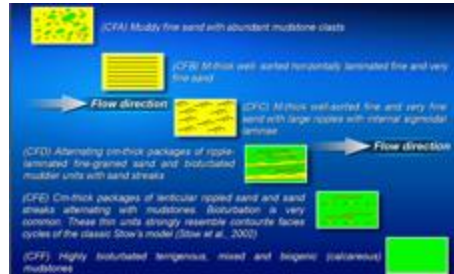 (CFA) Muddy fine sand with abundant mudstone clasts
(CFB) M-thick well-sorted horizontally laminated fine and very
fine sand
Flow direction
(CFC) M-thick well-sorted fine and very fine
sand with large ripples with internal sigmoidal
laminae
(CFD) Alternating cm-thick packages of ripple-
laminated fine-grained sand and bioturbated
muddier units with sand streaks
Flow direction
(CFE) Cm-thick packages of lenticular rippled sand and sand
streaks alternating with mudstones. Bioturbation is very
common. These thin units strongly resemble contourite facies
cycles of the classic Stow's model (Stow et al., 2002)
(CFF) Highly bioturbated terrigenous, mixed and biogenic (calcareous)
mudstones